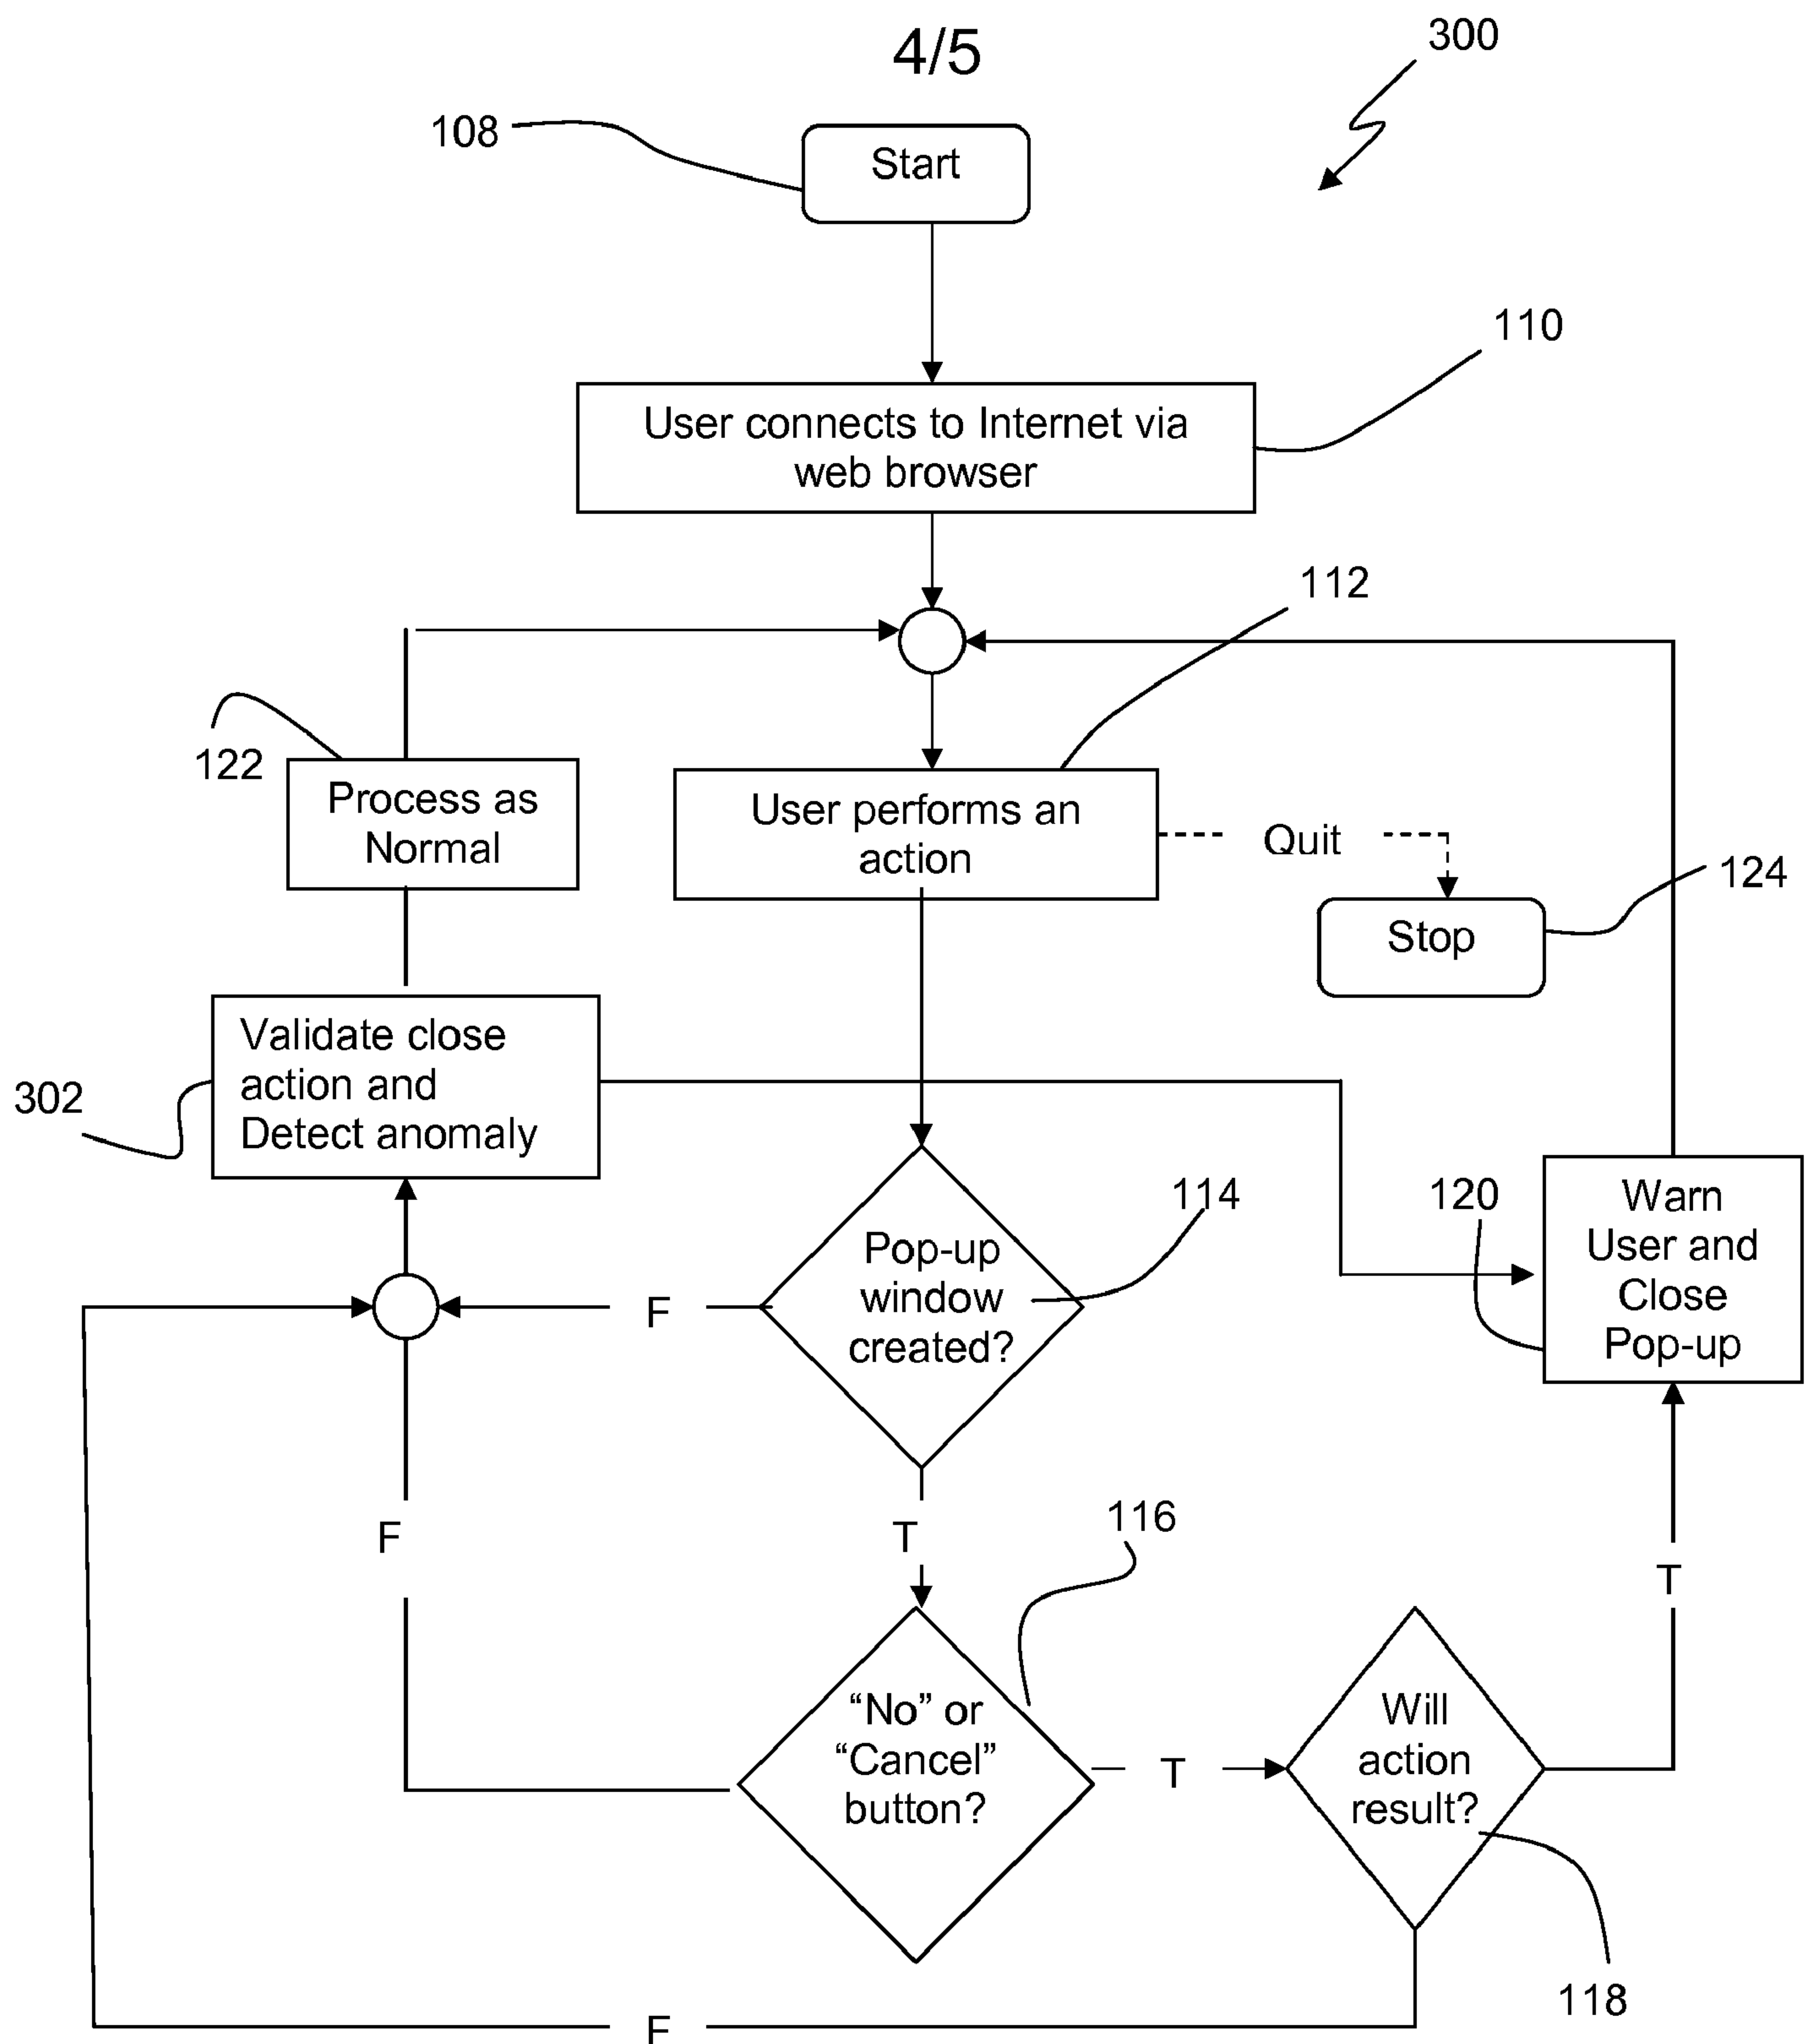 4/5
300
108
Start
110
User connects to Internet via
web browser
112
122
Process as
Normal
User performs an
action
Quit
124
Stop
302
Validate close
action and
Detect anomaly
114
120
Pop-up
window
created?
Warn
User and
Close
Pop-up
F
F
T
116
T
“No” or
“Cancel”
button?
T
Will
action
result?
118
F